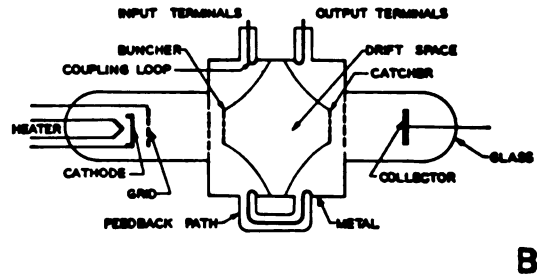 INPUT TERMINALS
OUTPUT TERMINALS
BUNCHER
DRIFT SPACE
COUPLING LOOP
CATCHER
HEATER
GLASS
CATHODE
COLLECTOR
GRID
FEEDBACK PATH
METAL
B